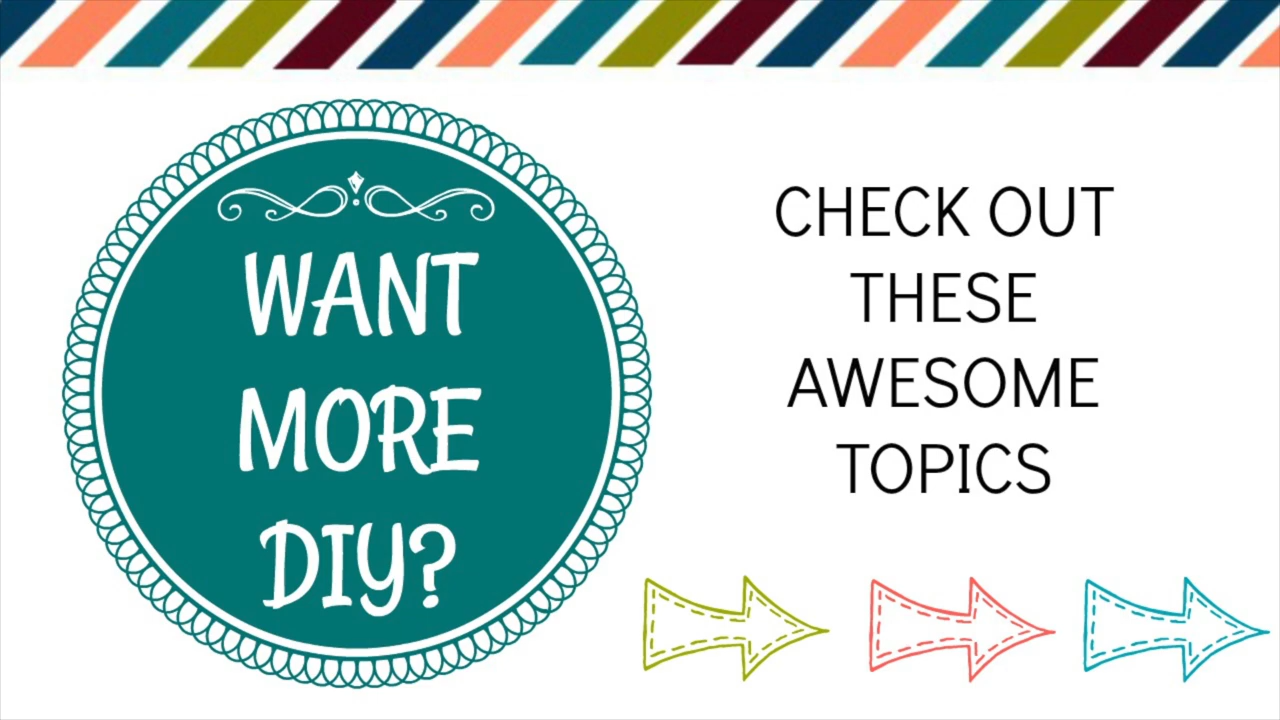 WANT
MORE
DIY?
CHECK OUT
THESE
AWESOME
TOPICS